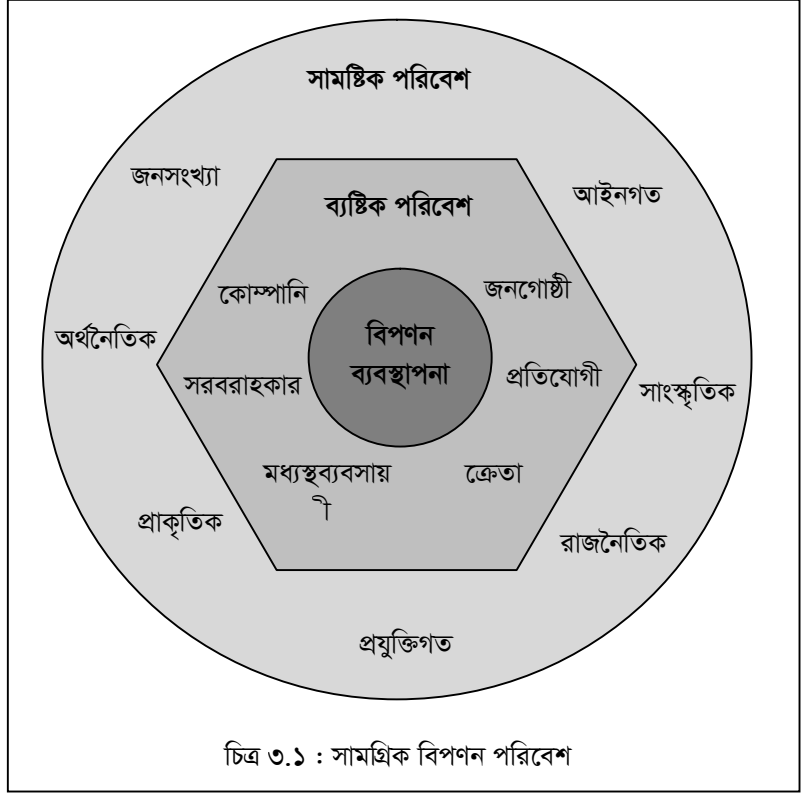 সামষ্টিক পরিবেশ
জনসংখ্যা
আইনগত
ব্যষ্টিক পরিবেশ
কোম্পানি
জনগোষ্ঠী
অর্থনৈতিক
বিপণন
ব্যবস্থাপনা
সরবরাহকার
প্রতিযোগী
সাংস্কৃতিক
মধ্যস্থব্যবসায়
ী
ক্রেতা
প্রাকৃতিক
রাজনৈতিক
প্রযুক্তিগত
চিত্র ৩.১ : সামগ্রিক বিপণন পরিবেশ